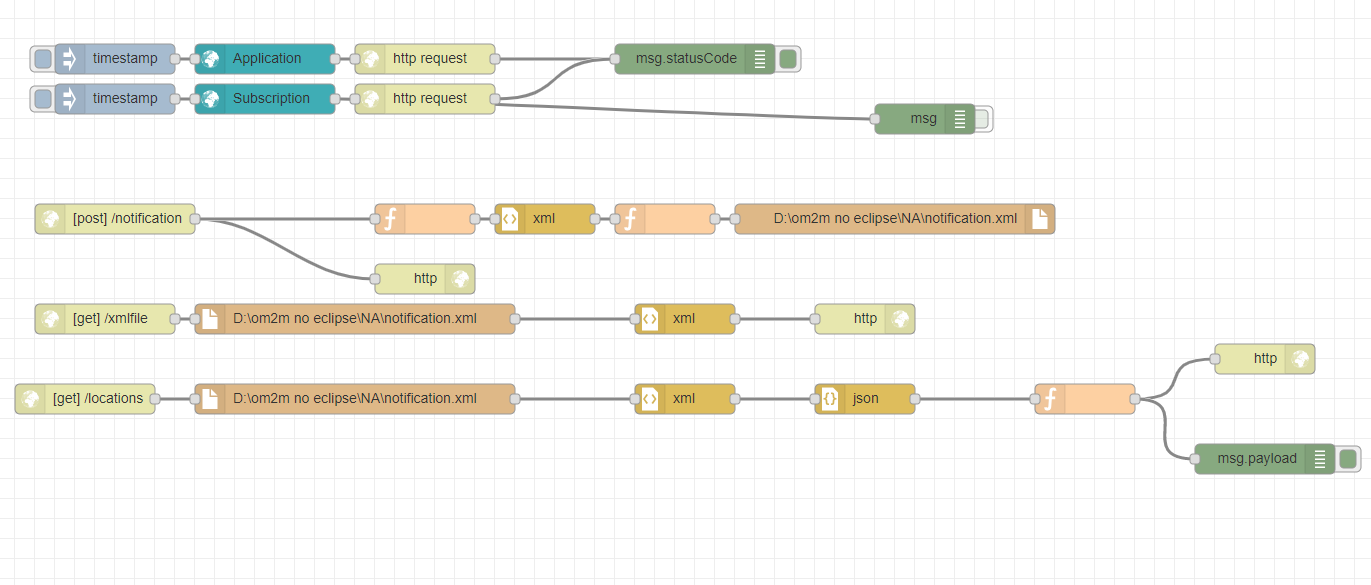 timestamp
Application
http request
msg.statusCode
timestamp
Subscription
http request
msg
[post] /notification
xml
D:\om2m no eclipse\NA\notification.xml
http
[get] /xmlfile
D:\om2m no eclipse\NA\notification.xml
xml
http
http
[get] /locations
D:\om2m no eclipse\NA\notification.xml
xml
json
msg.payload